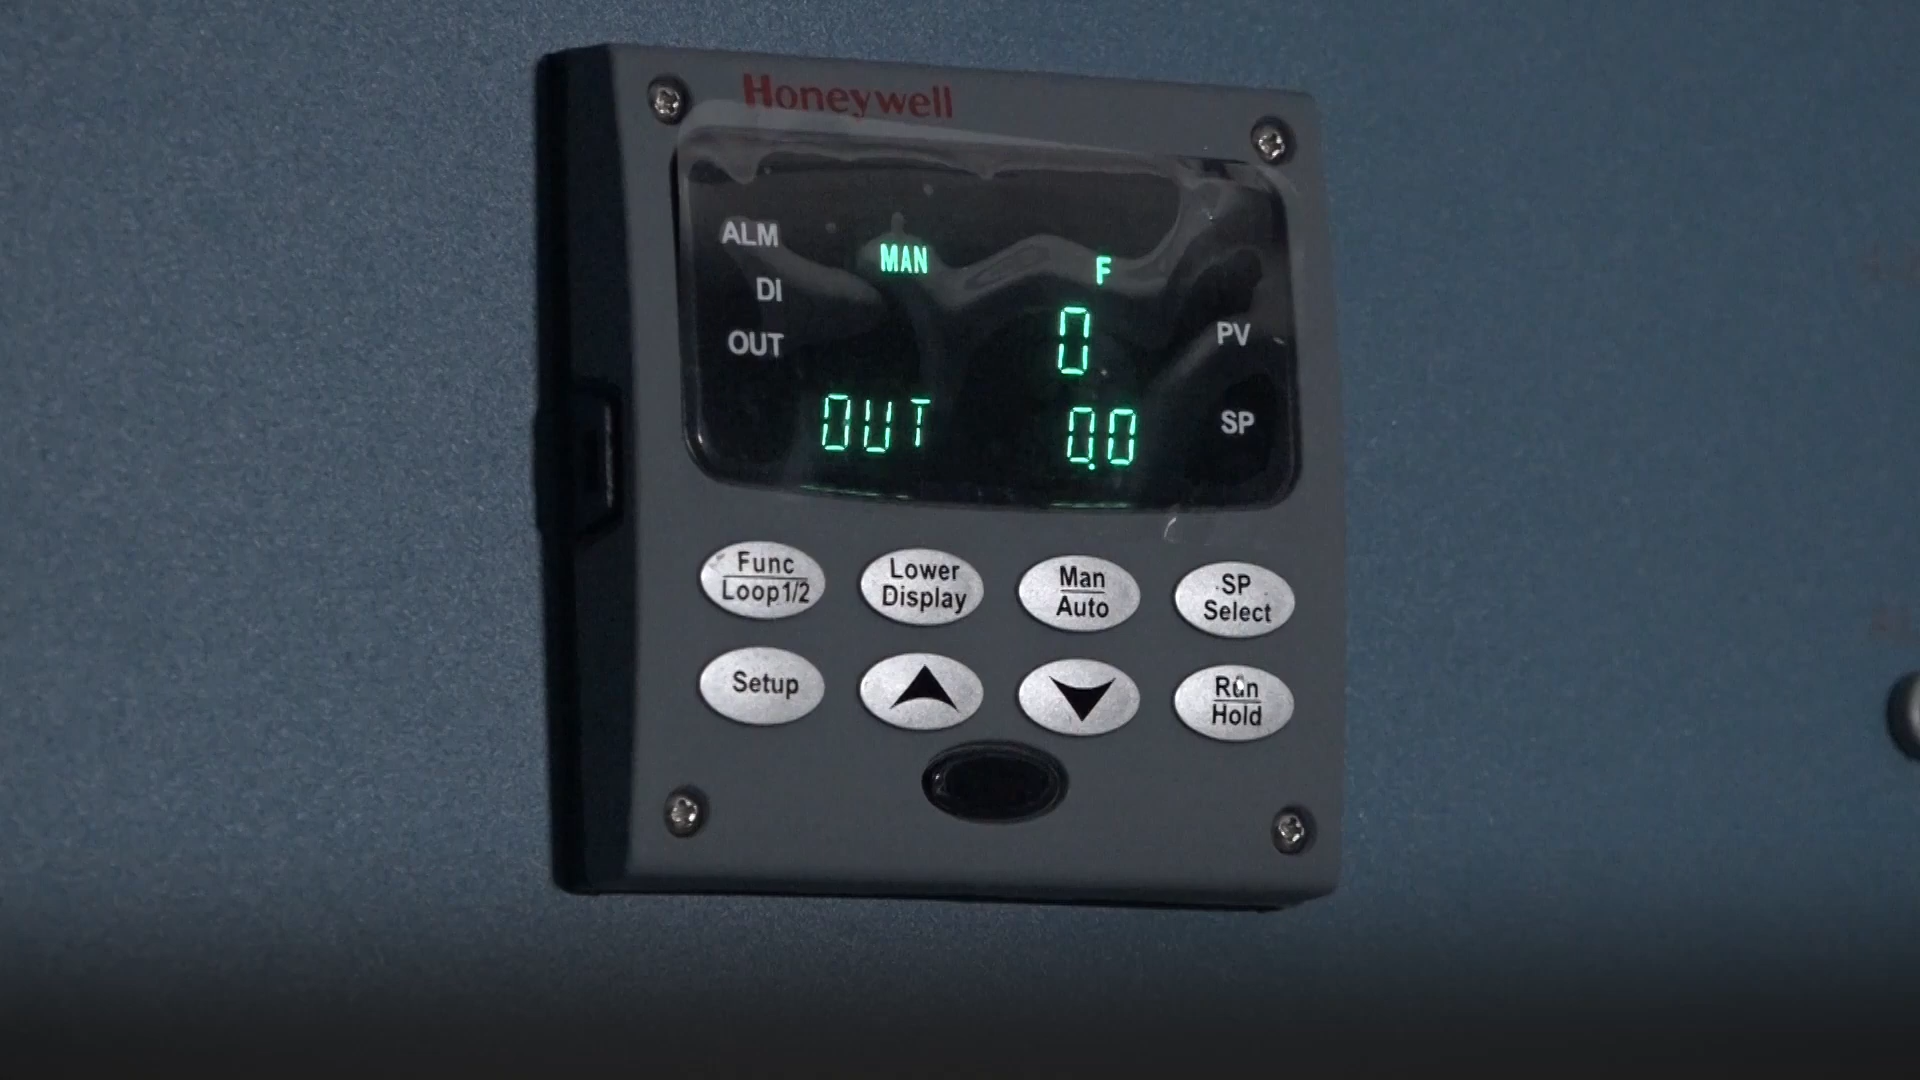 Honeywell
ALM
MAN
F
DI
0
PV
OUT
OUT
0.0
SP
Func
Loop1/2
Lower
Display
Man
Auto
SP
Select
Setup
Run
Hold